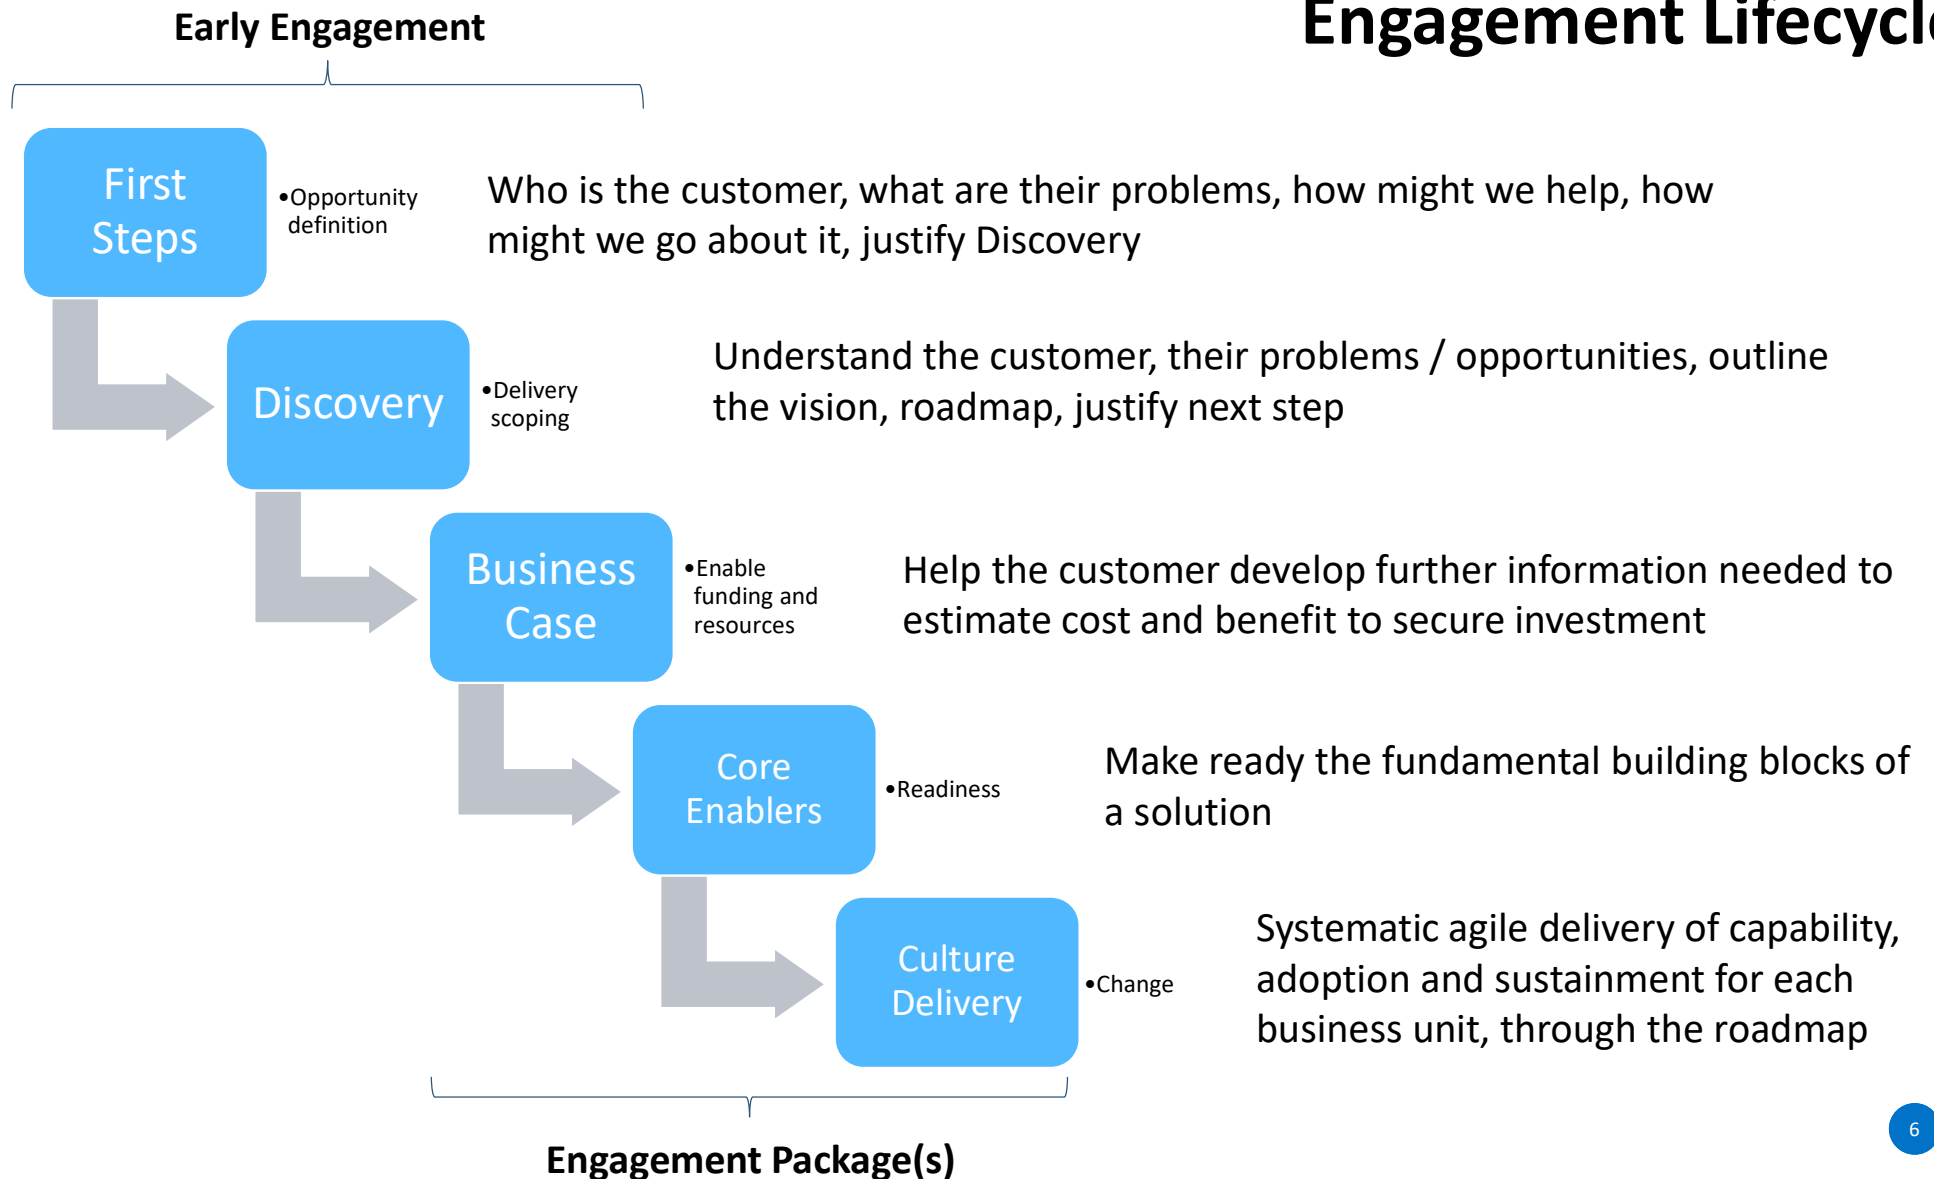 Engagement Lifecycle
Early Engagement
First
Steps
•Opportunity
definition
Who is the customer, what are their problems, how might we help, how
might we go about it, justify Discovery
Discovery
•Delivery
scoping
Understand the customer, their problems / opportunities, outline
the vision, roadmap, justify next step
Business
Case
•Enable
funding and
resources
Help the customer develop further information needed to
estimate cost and benefit to secure investment
Core
Enablers
•Readiness
Make ready the fundamental building blocks of
a solution
Culture
Delivery
•Change
Systematic agile delivery of capability,
adoption and sustainment for each
business unit, through the roadmap
Engagement Package(s)
6